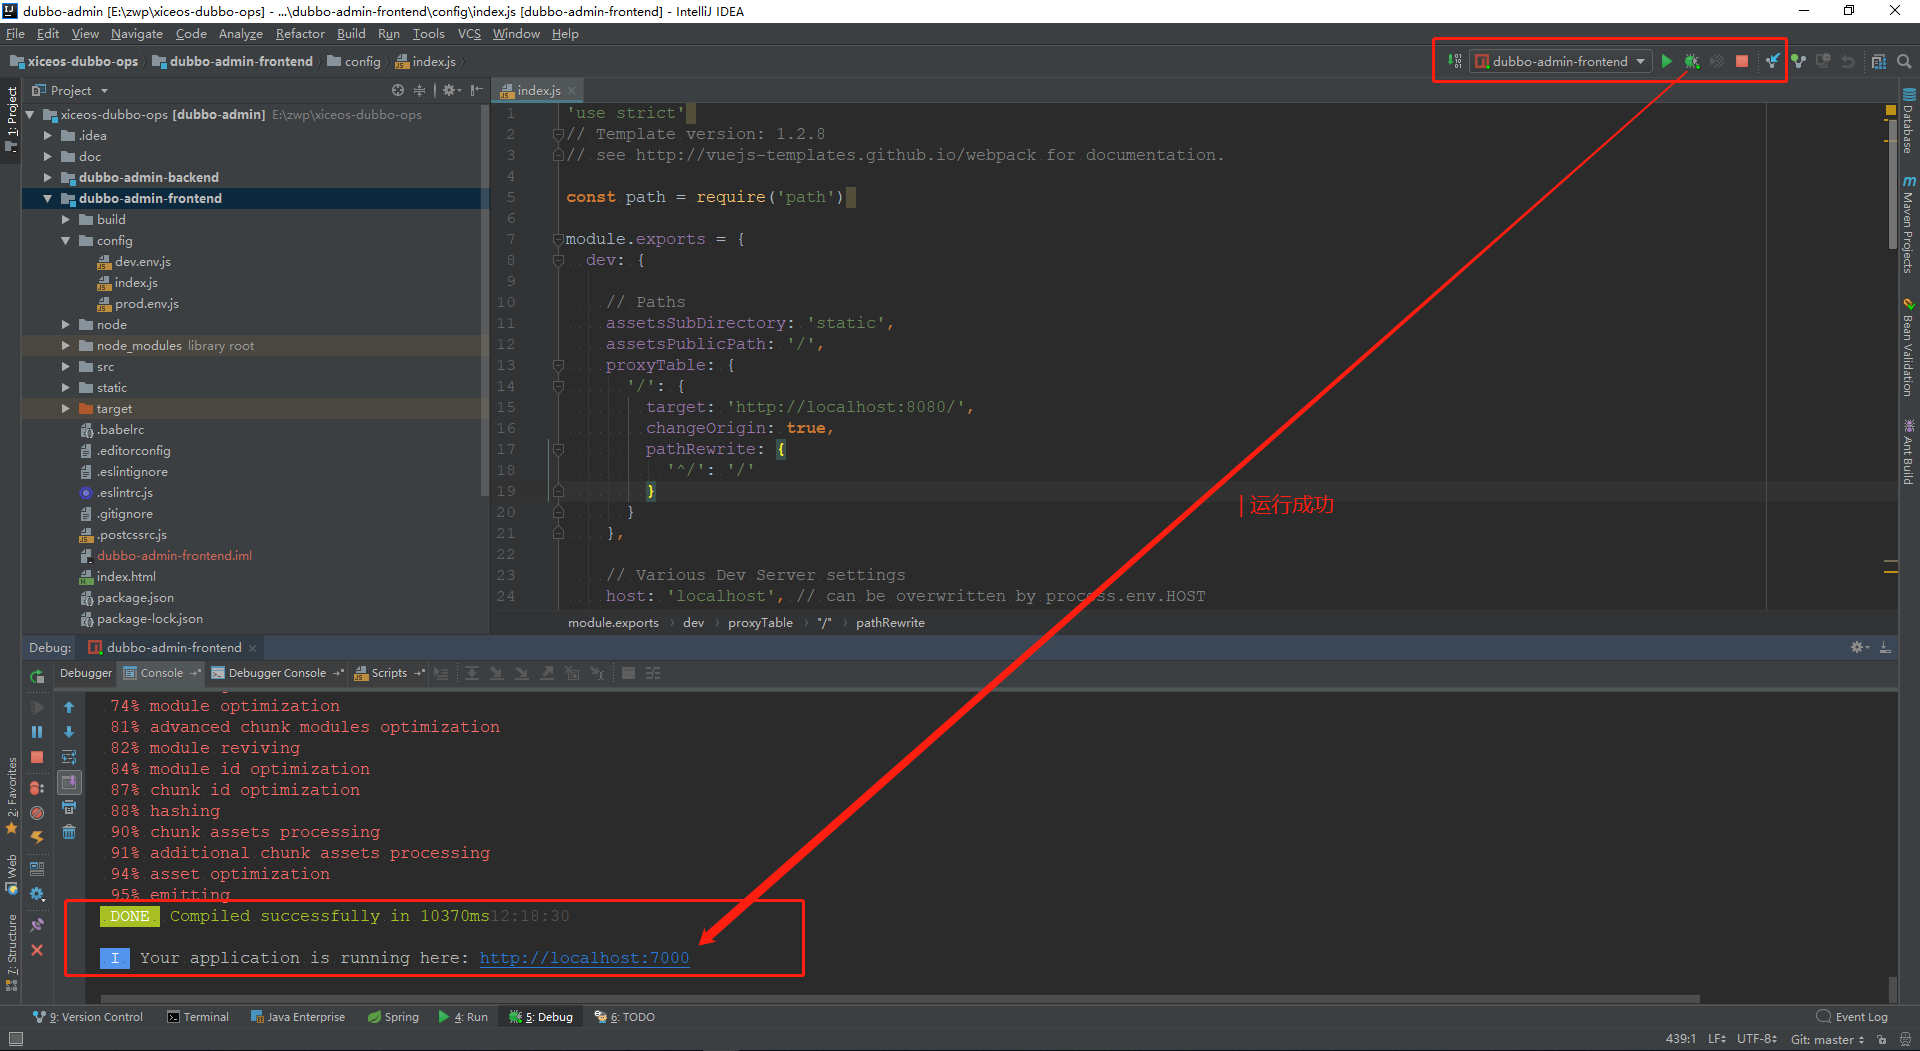 dubbo-admin [E:\zwp\xiceos-dubbo-ops] - ...\dubbo-admin-frontend\config\index.js [dubbo-admin-frontend] - IntelliJ IDEA
File Edit View Navigate Code Analyze Refactor Build Run Tools VCS Window Help
xiceos-dubbo-ops dubbo-admin-frontend config index.js
dubbo-admin-frontend
1: Project
Project
index.js
xiceos-dubbo-ops [dubbo-admin] E:\zwp\xiceos-dubbo-ops
.idea
doc
dubbo-admin-backend
dubbo-admin-frontend
build
config
dev.env.js
index.js
prod.env.js
node
node_modules library root
src
static
target
.babelrc
.editorconfig
.eslintignore
.eslintrc.js
.gitignore
.postcssrc.js
dubbo-admin-frontend.iml
index.html
package.json
package-lock.json
1 'use strict'
2 // Template version: 1.2.8
3 // see http://vuejs-templates.github.io/webpack for documentation.
4
5 const path = require('path')
6
7 module.exports = {
8 dev: {
9
10 // Paths
11 assetsSubDirectory: 'static',
12 assetsPublicPath: '/',
13 proxyTable: {
14 '/': {
15 target: 'http://localhost:8080/',
16 changeOrigin: true,
17 pathRewrite: {
18 '^/': '/'
19 }
20 }
21 },
22
23 // Various Dev Server settings
24 host: 'localhost', // can be overwritten by process.env.HOST
module.exports dev proxyTable "/" pathRewrite
运行成功
Database
Maven Projects
Bean Validation
Ant Build
Debug: dubbo-admin-frontend
Debugger Console Debugger Console Scripts
74% module optimization
81% advanced chunk modules optimization
82% module reviving
84% module id optimization
87% chunk id optimization
88% hashing
90% chunk assets processing
91% additional chunk assets processing
94% asset optimization
95% emitting
DONE Compiled successfully in 10370ms12:18:30
I Your application is running here: http://localhost:7000
2: Favorites
Web
7: Structure
9: Version Control Terminal Java Enterprise Spring 4: Run 5: Debug 6: TODO Event Log
439:1 LF UTF-8 Git: master